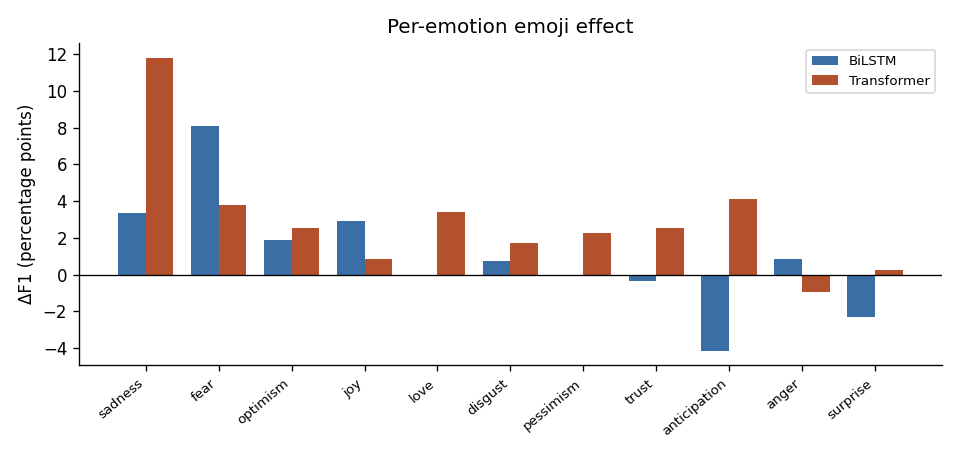 Per-emotion emoji effect
BiLSTM
Transformer
ΔF1 (percentage points)
12
10
8
6
4
2
0
−2
−4
sadness
fear
optimism
joy
love
disgust
pessimism
trust
anticipation
anger
surprise